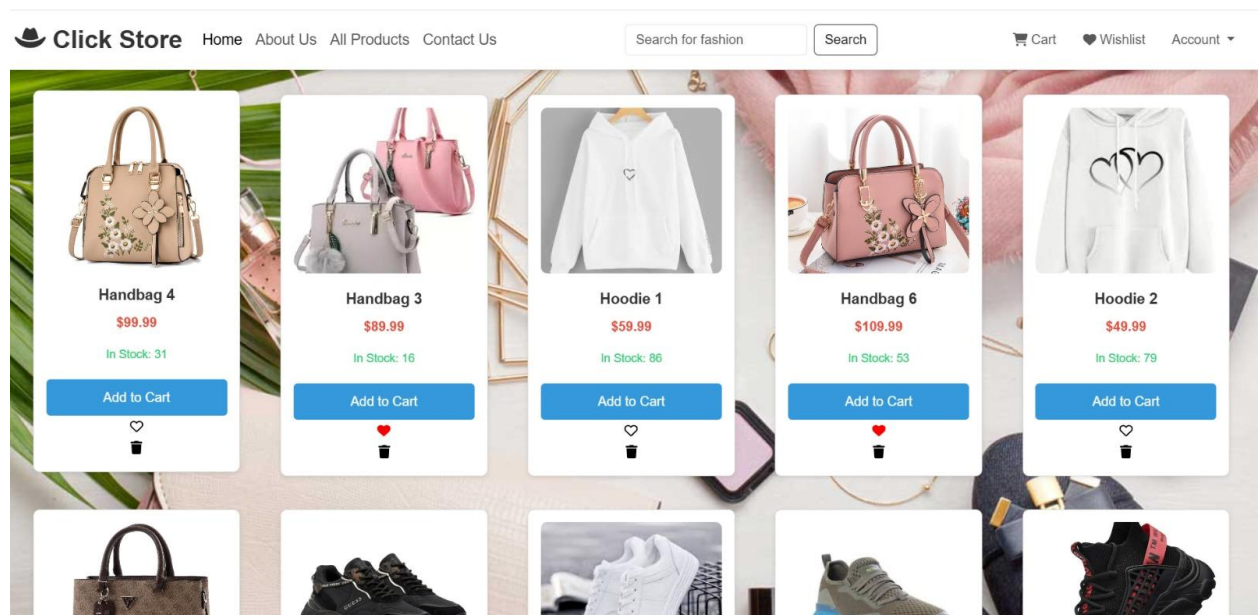 Click Store Home About Us All Products Contact Us Search for fashion Search Cart Wishlist Account
Handbag 4
$99.99
In Stock: 31
Add to Cart
Handbag 3
$89.99
In Stock: 16
Add to Cart
Hoodie 1
$59.99
In Stock: 86
Add to Cart
Handbag 6
$109.99
In Stock: 53
Add to Cart
Hoodie 2
$49.99
In Stock: 79
Add to Cart